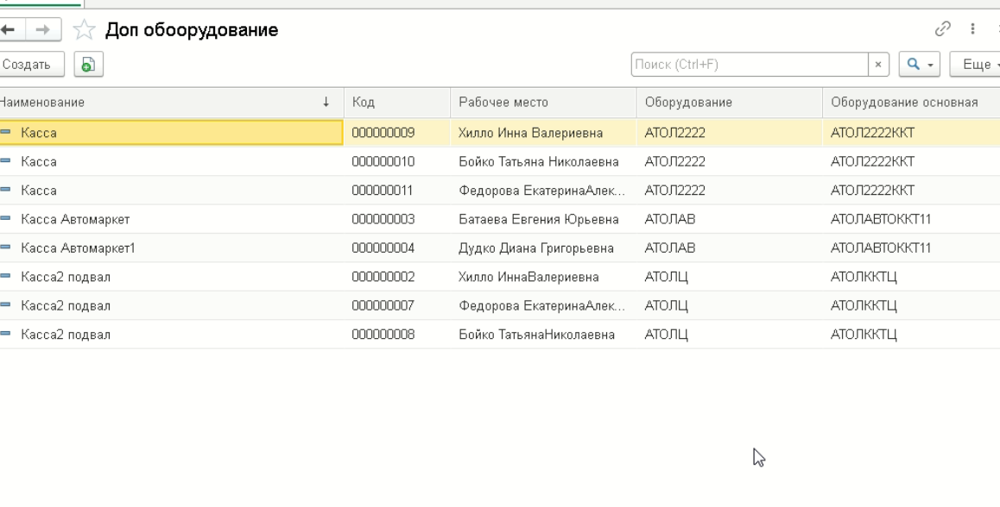 Доп обоорудование
Создать Поиск (Ctrl+F) × Еще
Наименование ↓ Код Рабочее место Оборудование Оборудование основная
Касса 000000009 Хилло Инна Валериевна АТОЛ2222 АТОЛ2222ККТ
Касса 000000010 Бойко Татьяна Николаевна АТОЛ2222 АТОЛ2222ККТ
Касса 000000011 Федорова ЕкатеринаАлек... АТОЛ2222 АТОЛ2222ККТ
Касса Автомаркет 000000003 Батаева Евгения Юрьевна АТОЛАВ АТОЛАВТОККТ11
Касса Автомаркет1 000000004 Дудко Диана Григорьевна АТОЛАВ АТОЛАВТОККТ11
Касса2 подвал 000000002 Хилло ИннаВалериевна АТОЛЦ АТОЛККТЦ
Касса2 подвал 000000007 Федорова ЕкатеринаАлек... АТОЛЦ АТОЛККТЦ
Касса2 подвал 000000008 Бойко ТатьянаНиколаевна АТОЛЦ АТОЛККТЦ